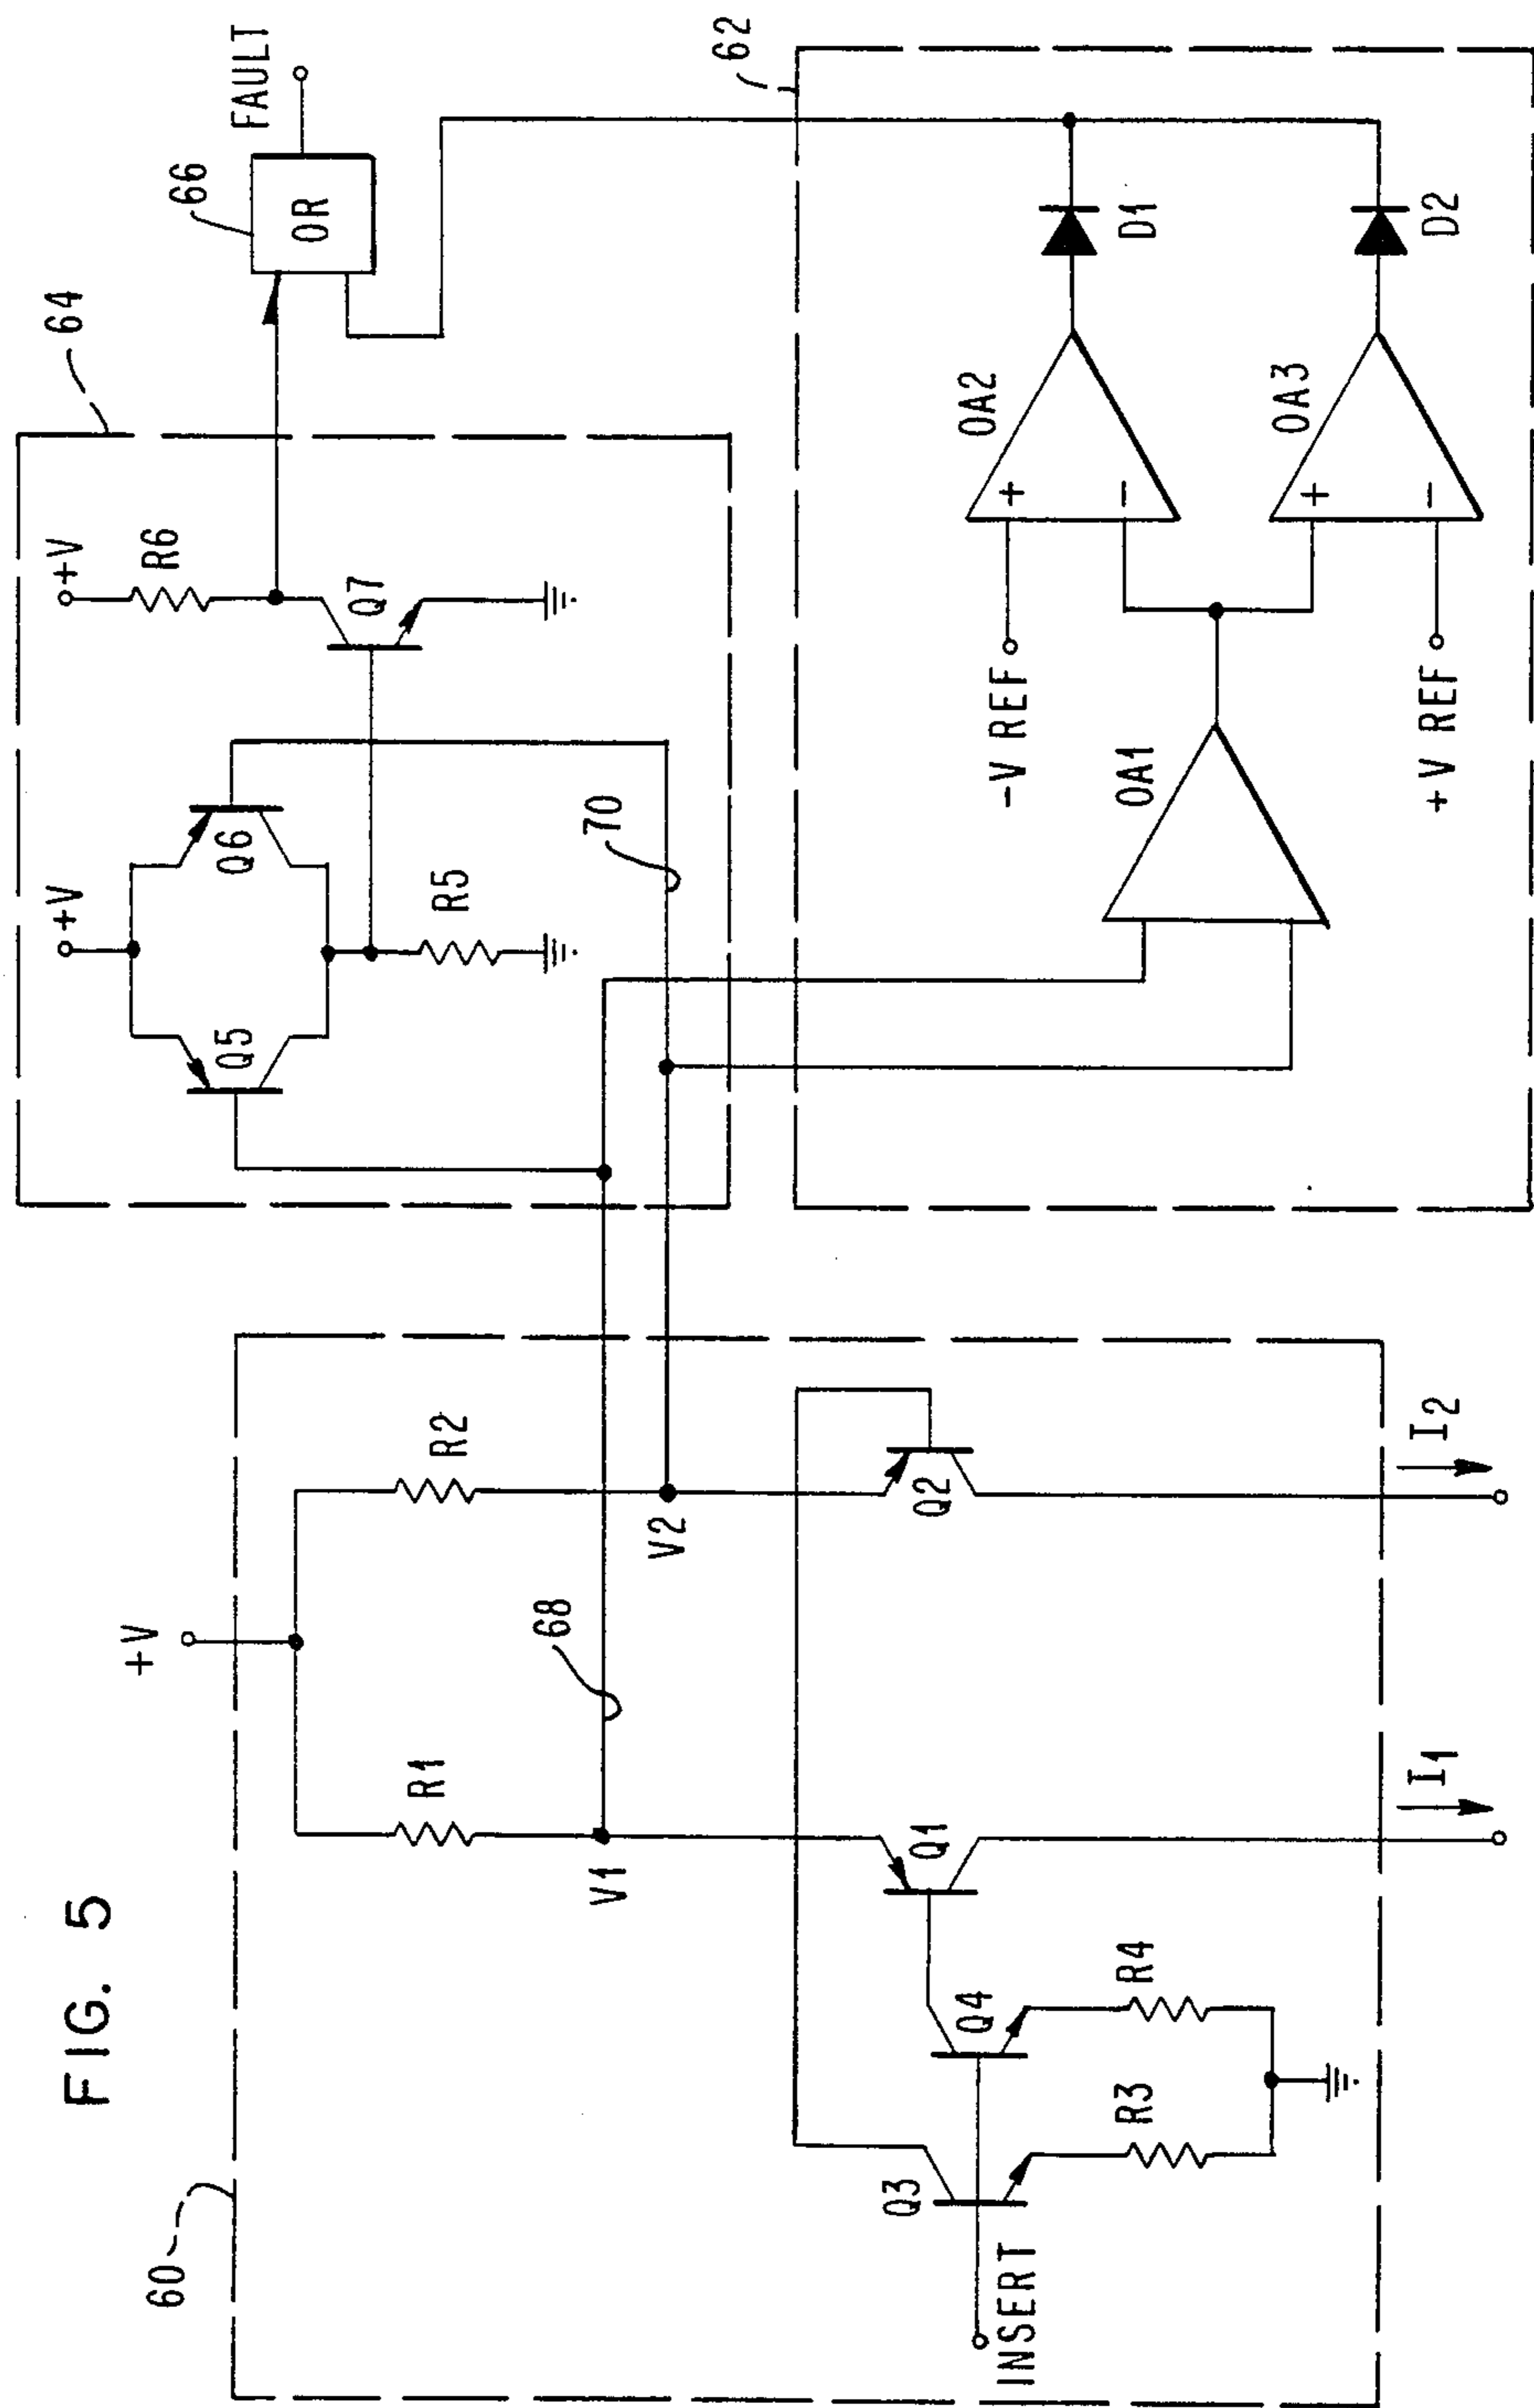 FIG. 5
60
+V
R1
R2
V1
68
V2
Q1
Q2
Q3
Q4
R3
R4
INSERT
I1
I2
64
+V
+V
Q5
Q6
R5
R6
Q7
70
66
OR
FAULT
62
OA1
-V REF
+V REF
+
-
OA2
+
-
OA3
D1
D2